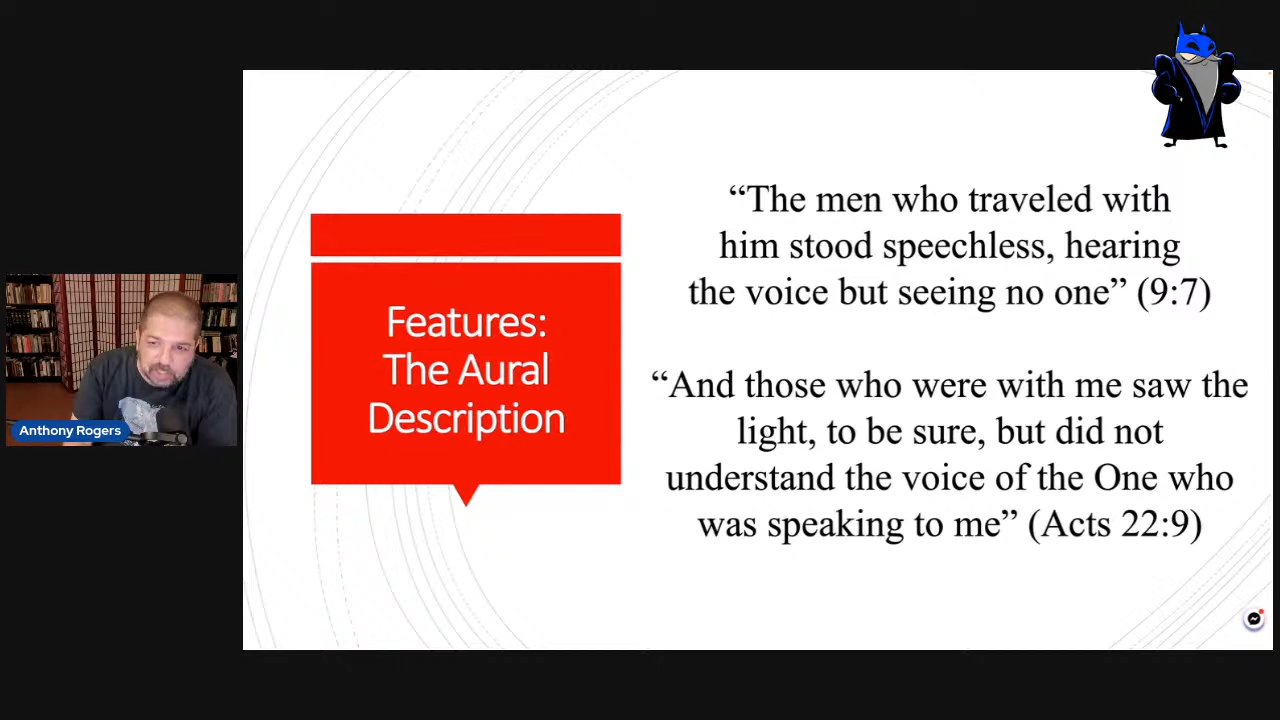 Features:
The Aural
Description
“The men who traveled with
him stood speechless, hearing
the voice but seeing no one” (9:7)
“And those who were with me saw the
light, to be sure, but did not
understand the voice of the One who
was speaking to me” (Acts 22:9)
Anthony Rogers